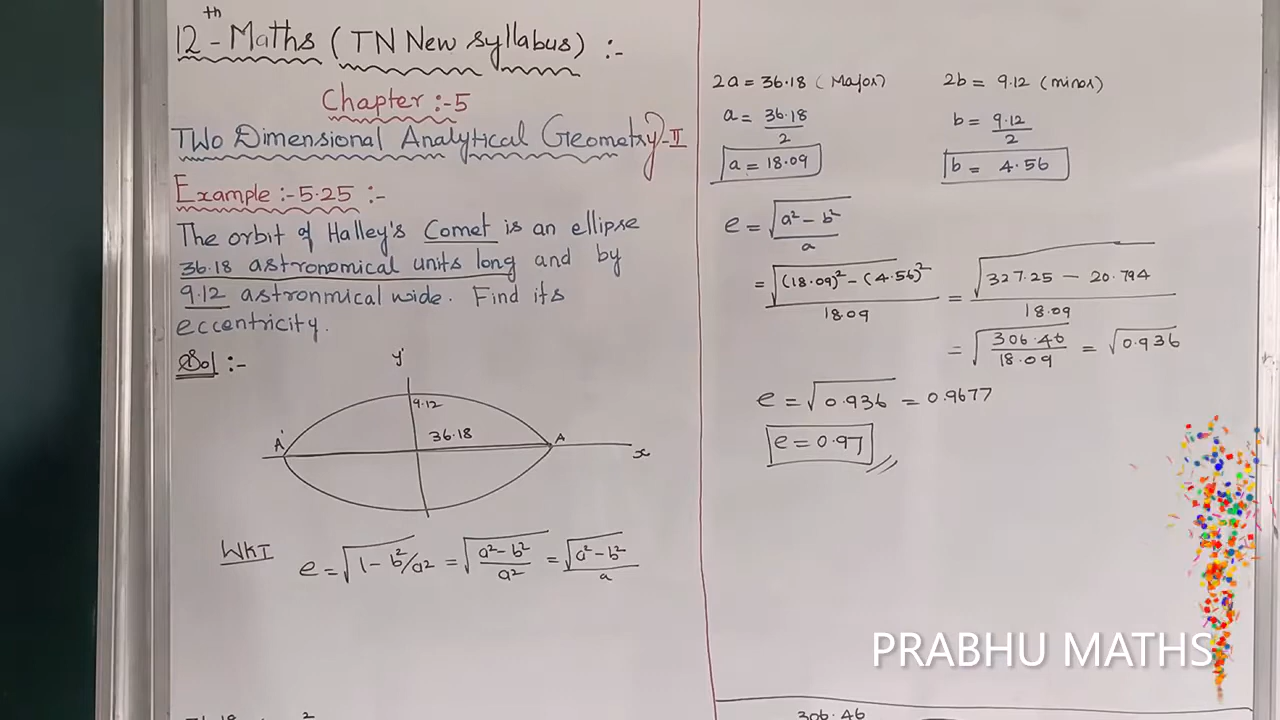 12th - Maths ( TN New Syllabus) :-
Chapter :-5
Two Dimensional Analytical Geometry-II
Example :-5.25 :-
The orbit of Halley's Comet is an ellipse
36.18 astronomical units long and by
9.12 astronmical wide. Find its
eccentricity.
Sol :-
y
9.12
36.18
A'
A
x
WKT e = √1 - b²/a² = √a² - b²/a² = √a² - b²/a
2a = 36.18 (Major)
a = 36.18/2
a = 18.09
2b = 9.12 (minor)
b = 9.12/2
b = 4.56
e = √a² - b²/a
= √(18.09)² - (4.56)²/18.09 = √327.25 - 20.794/18.09
= √306.46/18.09 = √0.936
e = √0.936 = 0.9677
e = 0.97
306.46
PRABHU MATHS